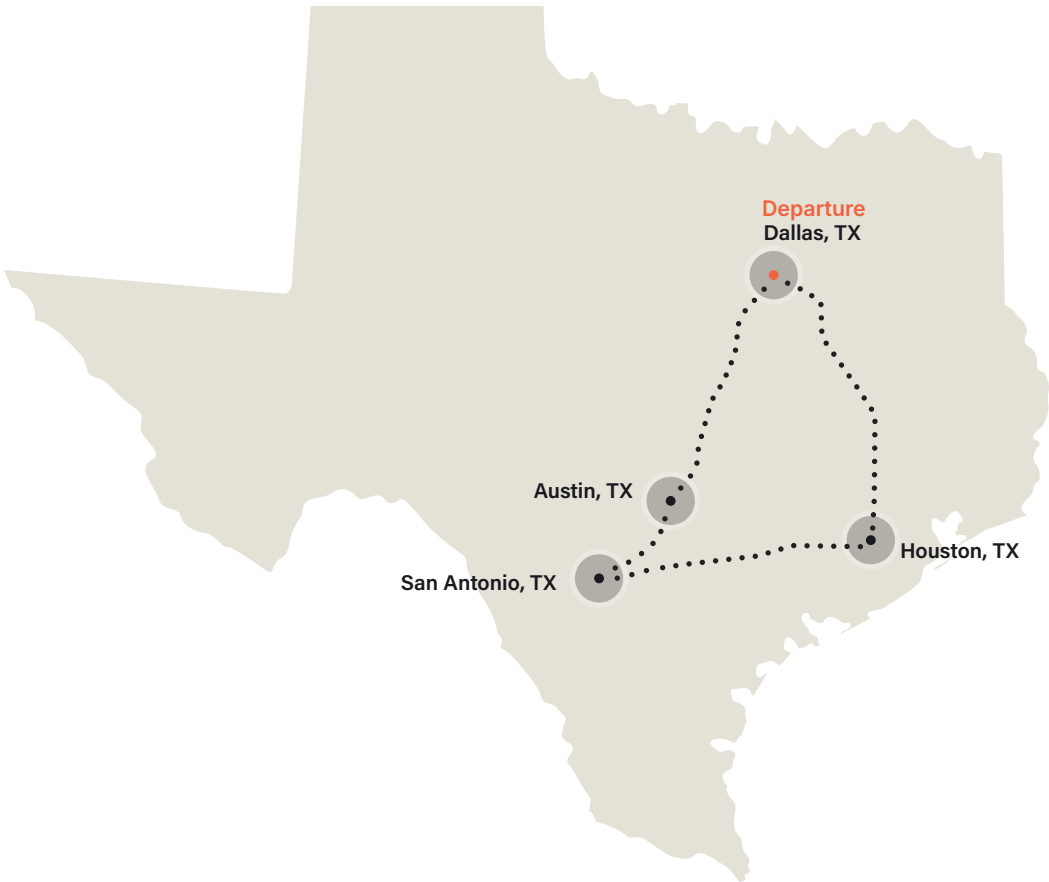 Departure
Dallas, TX
Austin, TX
Houston, TX
San Antonio, TX